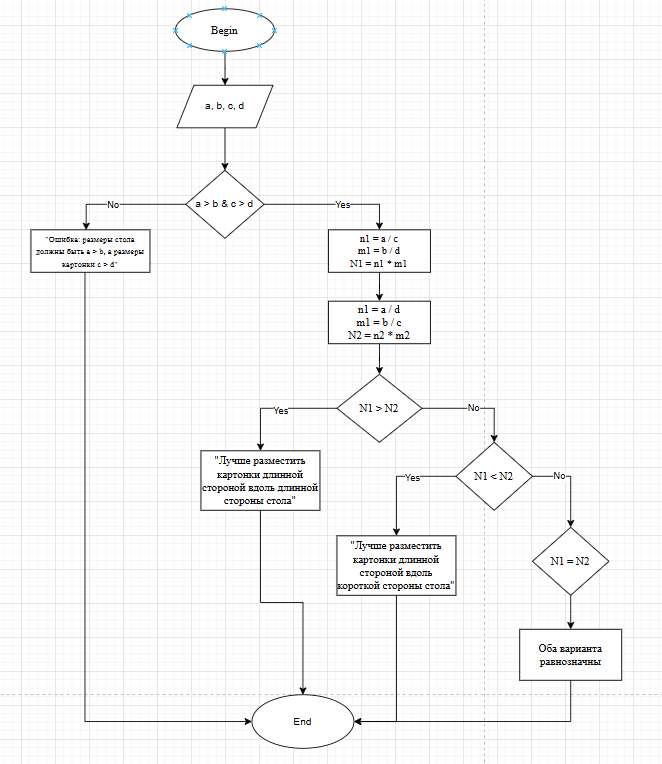 Begin
a, b, c, d
a > b & c > d
No
Yes
"Ошибка: размеры стола
должны быть a > b, а размеры
картонки c > d"
n1 = a / c
m1 = b / d
N1 = n1 * m1
n1 = a / d
m1 = b / c
N2 = n2 * m2
N1 > N2
Yes
No
"Лучше разместить
картонки длинной
стороной вдоль длинной
стороны стола"
N1 < N2
Yes
No
"Лучше разместить
картонки длинной
стороной вдоль
короткой стороны стола"
N1 = N2
Оба варианта
равнозначны
End